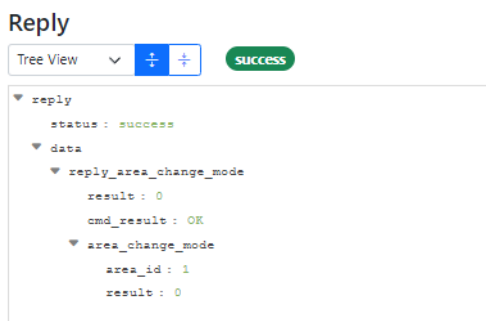 Reply
Tree View
success
reply
status : success
data
reply_area_change_mode
result : 0
cmd_result : OK
area_change_mode
area_id : 1
result : 0